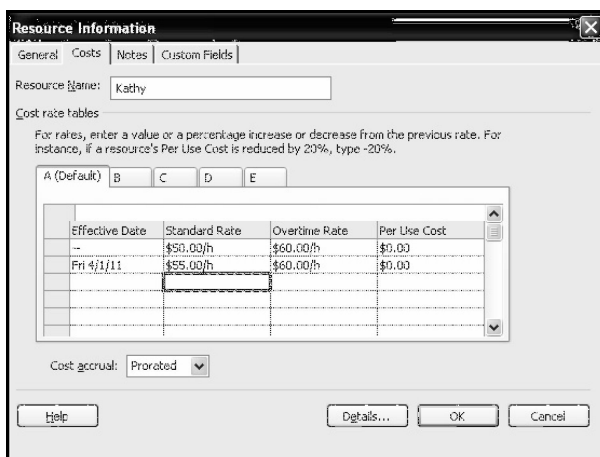 Resource Information
General Costs Notes Custom Fields
Resource Name: Kathy
Cost rate tables
For rates, enter a value or a percentage increase or decrease from the previous rate. For
instance, if a resource's Per Use Cost is reduced by 20%, type -20%.
A (Default) B C D E
Effective Date Standard Rate Overtime Rate Per Use Cost
-- $50.00/h $60.00/h $0.00
Fri 4/1/11 $55.00/h $60.00/h $0.00
Cost accrual: Prorated
Help Details... OK Cancel